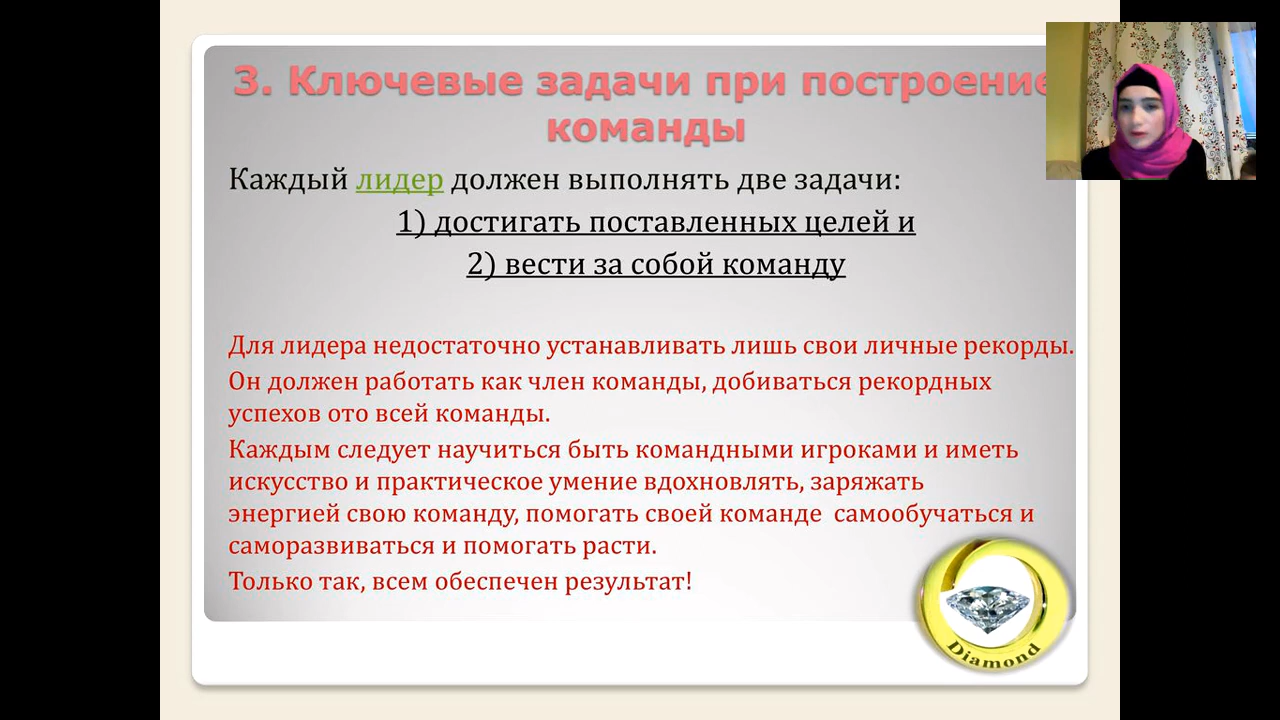 3. Ключевые задачи при построение
команды
Каждый лидер должен выполнять две задачи:
1) достигать поставленных целей и
2) вести за собой команду
Для лидера недостаточно устанавливать лишь свои личные рекорды.
Он должен работать как член команды, добиваться рекордных
успехов ото всей команды.
Каждым следует научиться быть командными игроками и иметь
искусство и практическое умение вдохновлять, заряжать
энергией свою команду, помогать своей команде самообучаться и
саморазвиваться и помогать расти.
Только так, всем обеспечен результат!
Diamond